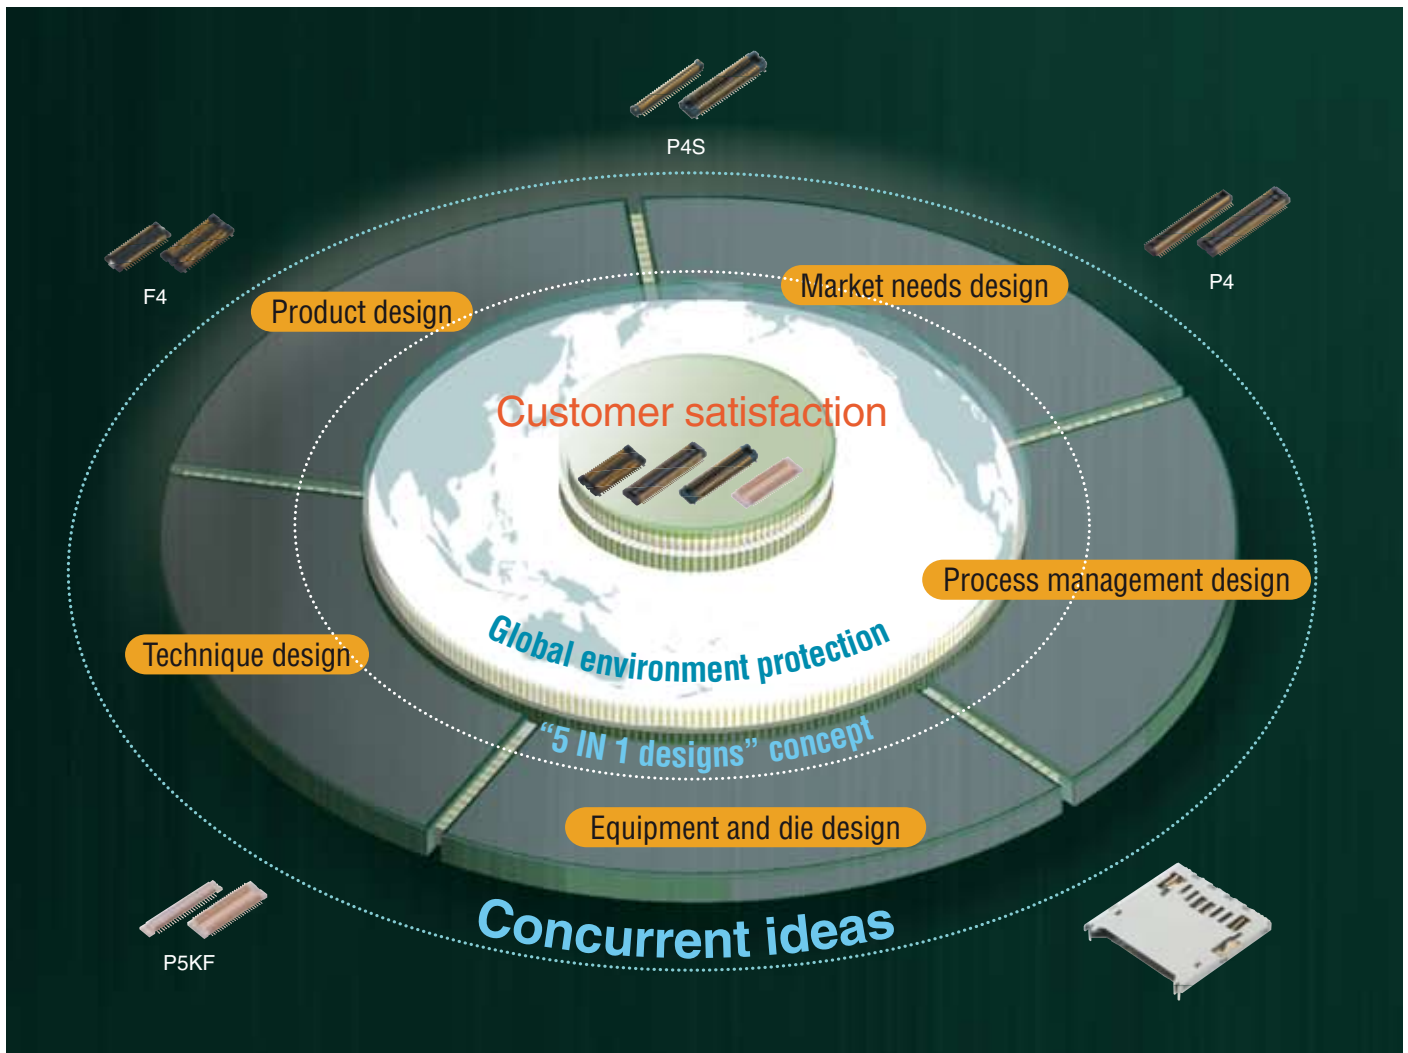 P4S
F4
P4
Product design
Market needs design
Customer satisfaction
Process management design
Global environment protection
Technique design
“5 IN 1 designs” concept
Equipment and die design
Concurrent ideas
P5KF